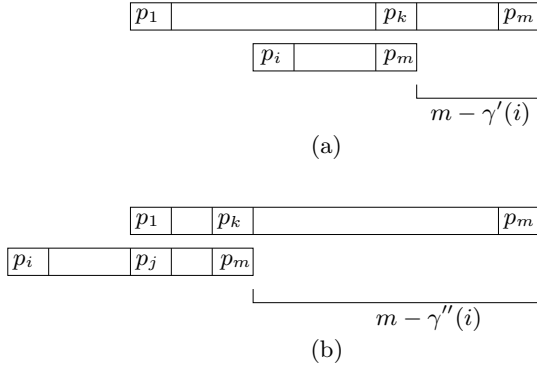 p₁ pₖ pₘ
pᵢ pₘ
m − γ′(i)
(a)
p₁ pₖ pₘ
pᵢ pⱼ pₘ
m − γ″(i)
(b)